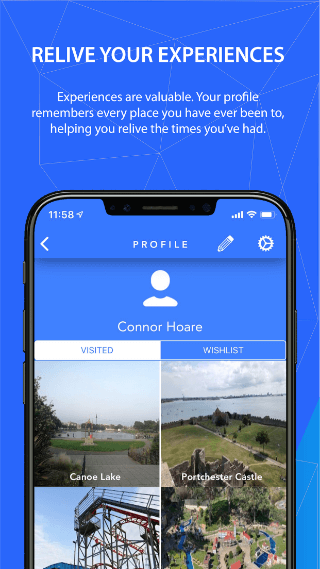 RELIVE YOUR EXPERIENCES
Experiences are valuable. Your profile
remembers every place you have ever been to,
helping you relive the times you've had.
11:58
PROFILE
Connor Hoare
VISITED
WISHLIST
Canoe Lake
Portchester Castle